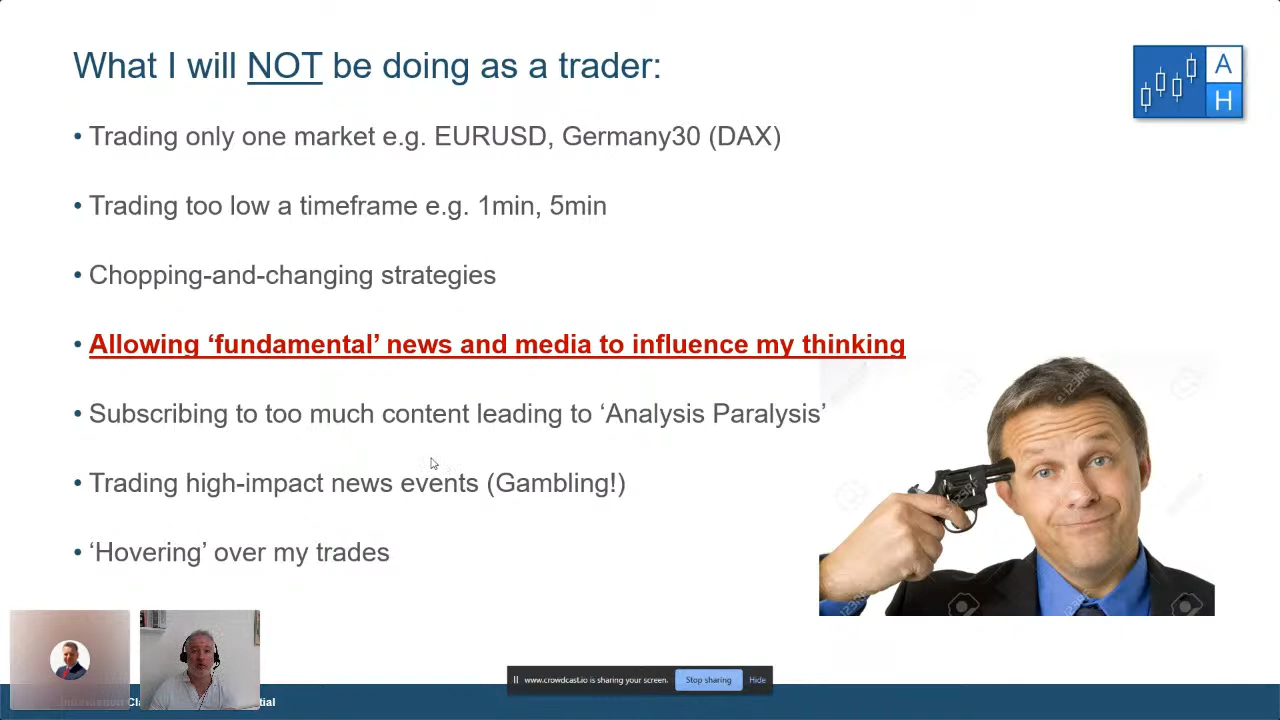 What I will NOT be doing as a trader:
A
H
• Trading only one market e.g. EURUSD, Germany30 (DAX)
• Trading too low a timeframe e.g. 1min, 5min
• Chopping-and-changing strategies
• Allowing ‘fundamental’ news and media to influence my thinking
• Subscribing to too much content leading to ‘Analysis Paralysis’
• Trading high-impact news events (Gambling!)
• ‘Hovering’ over my trades
123RF
www.crowdcast.io is sharing your screen. Stop sharing Hide